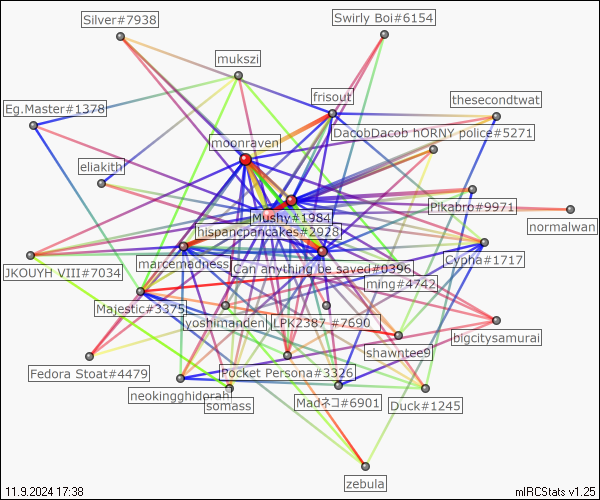 Silver#7938
Swirly Boi#6154
mukszi
frisout
Eg.Master#1378
thesecondtwat
DacobDacob hORNY police#5271
moonraven
eliakith
Pikabro#9971
Mushy#1984
normalwan
hispancpancakes#2928
Cypha#1717
marcemadness
JKOUYH VIII#7034
Can anything be saved#0396
ming#4742
Majestic#3375
yoshimanden
LPK2387 #7690
bigcitysamurai
shawntee9
Fedora Stoat#4479
Pocket Persona#3326
neokingghidorah
somass
Madネコ#6901
Duck#1245
zebula
11.9.2024 17:38
mIRCStats v1.25